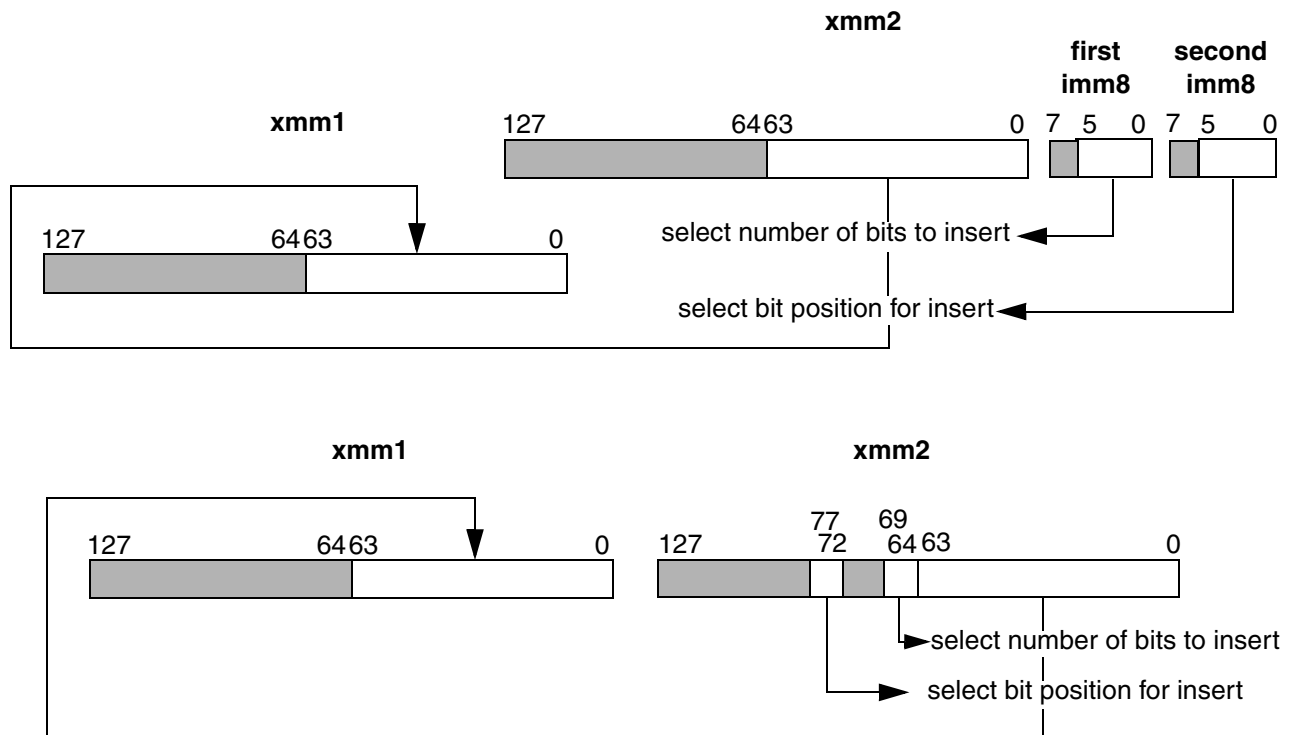 xmm2
first second
imm8 imm8
xmm1
127 64 63 0 7 5 0 7 5 0
select number of bits to insert
127 64 63 0
select bit position for insert
xmm1 xmm2
77 69
127 64 63 0 127 72 64 63 0
select number of bits to insert
select bit position for insert